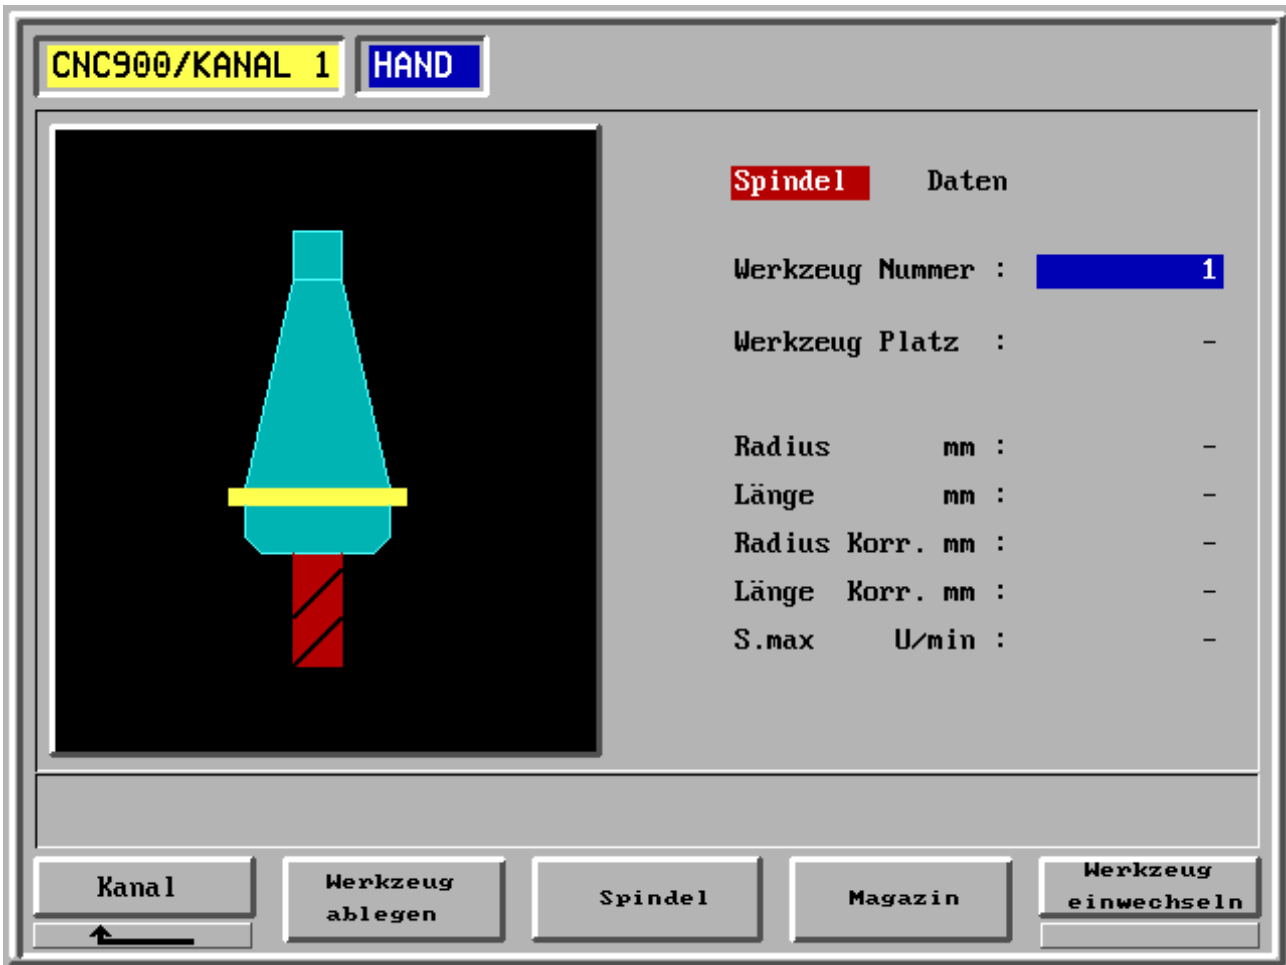 CNC900/KANAL 1 HAND
Spindel Daten
Werkzeug Nummer : 1
Werkzeug Platz : -
Radius mm : -
Länge mm : -
Radius Korr. mm : -
Länge Korr. mm : -
S.max U/min : -
Kanal
Werkzeug
ablegen
Spindel
Magazin
Werkzeug
einwechseln